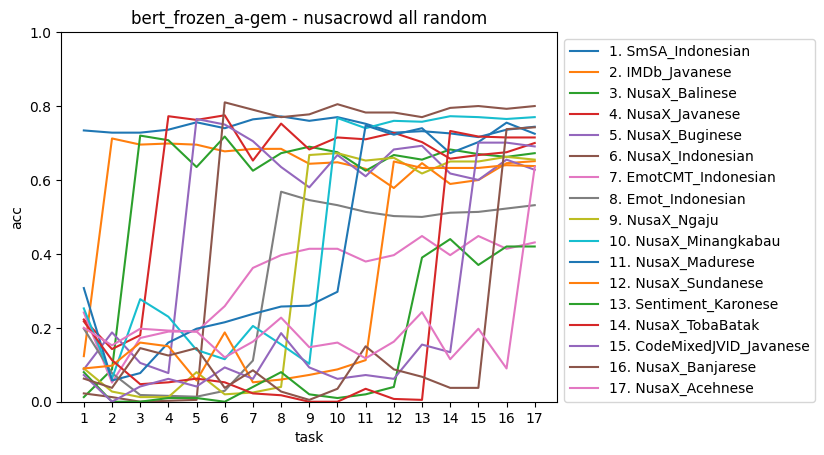 bert_frozen_a-gem - nusacrowd all random
1.0
0.8
0.6
0.4
0.2
0.0
acc
1 2 3 4 5 6 7 8 9 10 11 12 13 14 15 16 17
task
1. SmSA_Indonesian
2. IMDb_Javanese
3. NusaX_Balinese
4. NusaX_Javanese
5. NusaX_Buginese
6. NusaX_Indonesian
7. EmotCMT_Indonesian
8. Emot_Indonesian
9. NusaX_Ngaju
10. NusaX_Minangkabau
11. NusaX_Madurese
12. NusaX_Sundanese
13. Sentiment_Karonese
14. NusaX_TobaBatak
15. CodeMixedJVID_Javanese
16. NusaX_Banjarese
17. NusaX_Acehnese